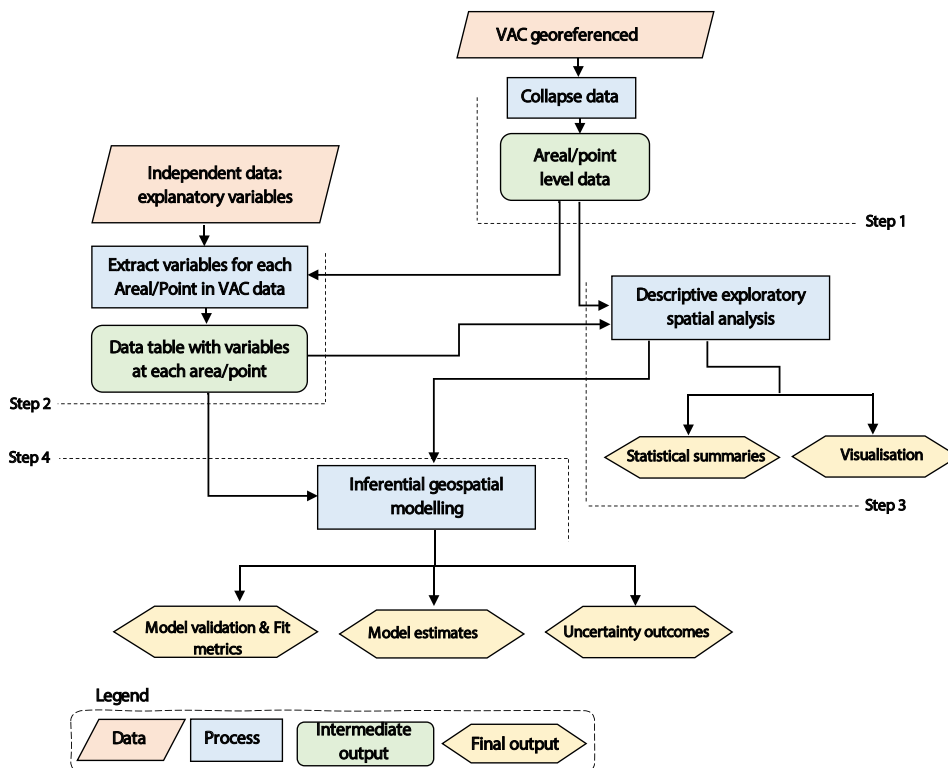 VAC georeferenced
Collapse data
Areal/point
level data
Step 1
Independent data:
explanatory variables
Extract variables for each
Areal/Point in VAC data
Data table with variables
at each area/point
Step 2
Descriptive exploratory
spatial analysis
Statistical summaries
Visualisation
Step 3
Step 4
Inferential geospatial
modelling
Model validation & Fit
metrics
Model estimates
Uncertainty outcomes
Legend
Data
Process
Intermediate
output
Final output